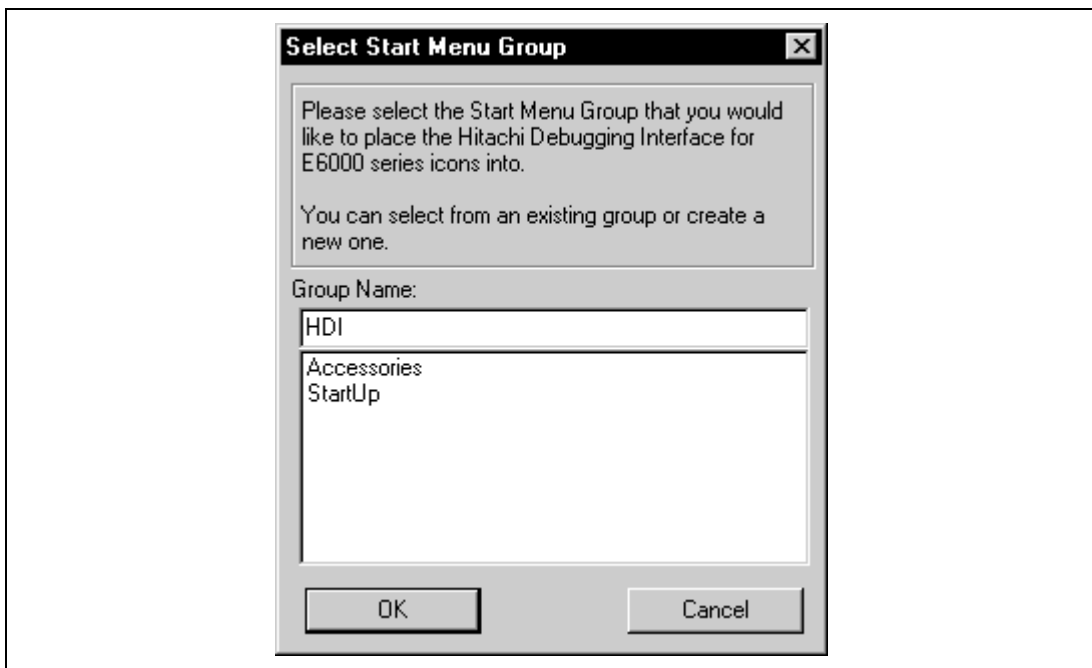 Select Start Menu Group
Please select the Start Menu Group that you would
like to place the Hitachi Debugging Interface for
E6000 series icons into.
You can select from an existing group or create a
new one.
Group Name:
HDI
Accessories
StartUp
OK
Cancel